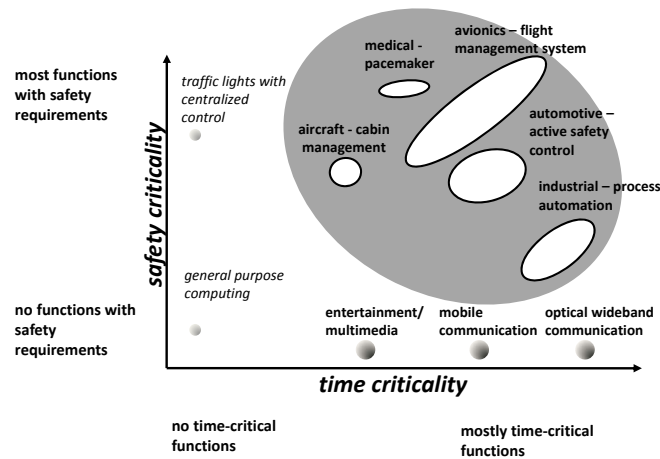 avionics – flight
management system
medical -
pacemaker
most functions
with safety
requirements
traffic lights with
centralized
control
automotive –
active safety
control
aircraft - cabin
management
industrial – process
automation
safety criticality
general purpose
computing
no functions with
safety
requirements
entertainment/
multimedia
mobile
communication
optical wideband
communication
time criticality
no time-critical
functions
mostly time-critical
functions